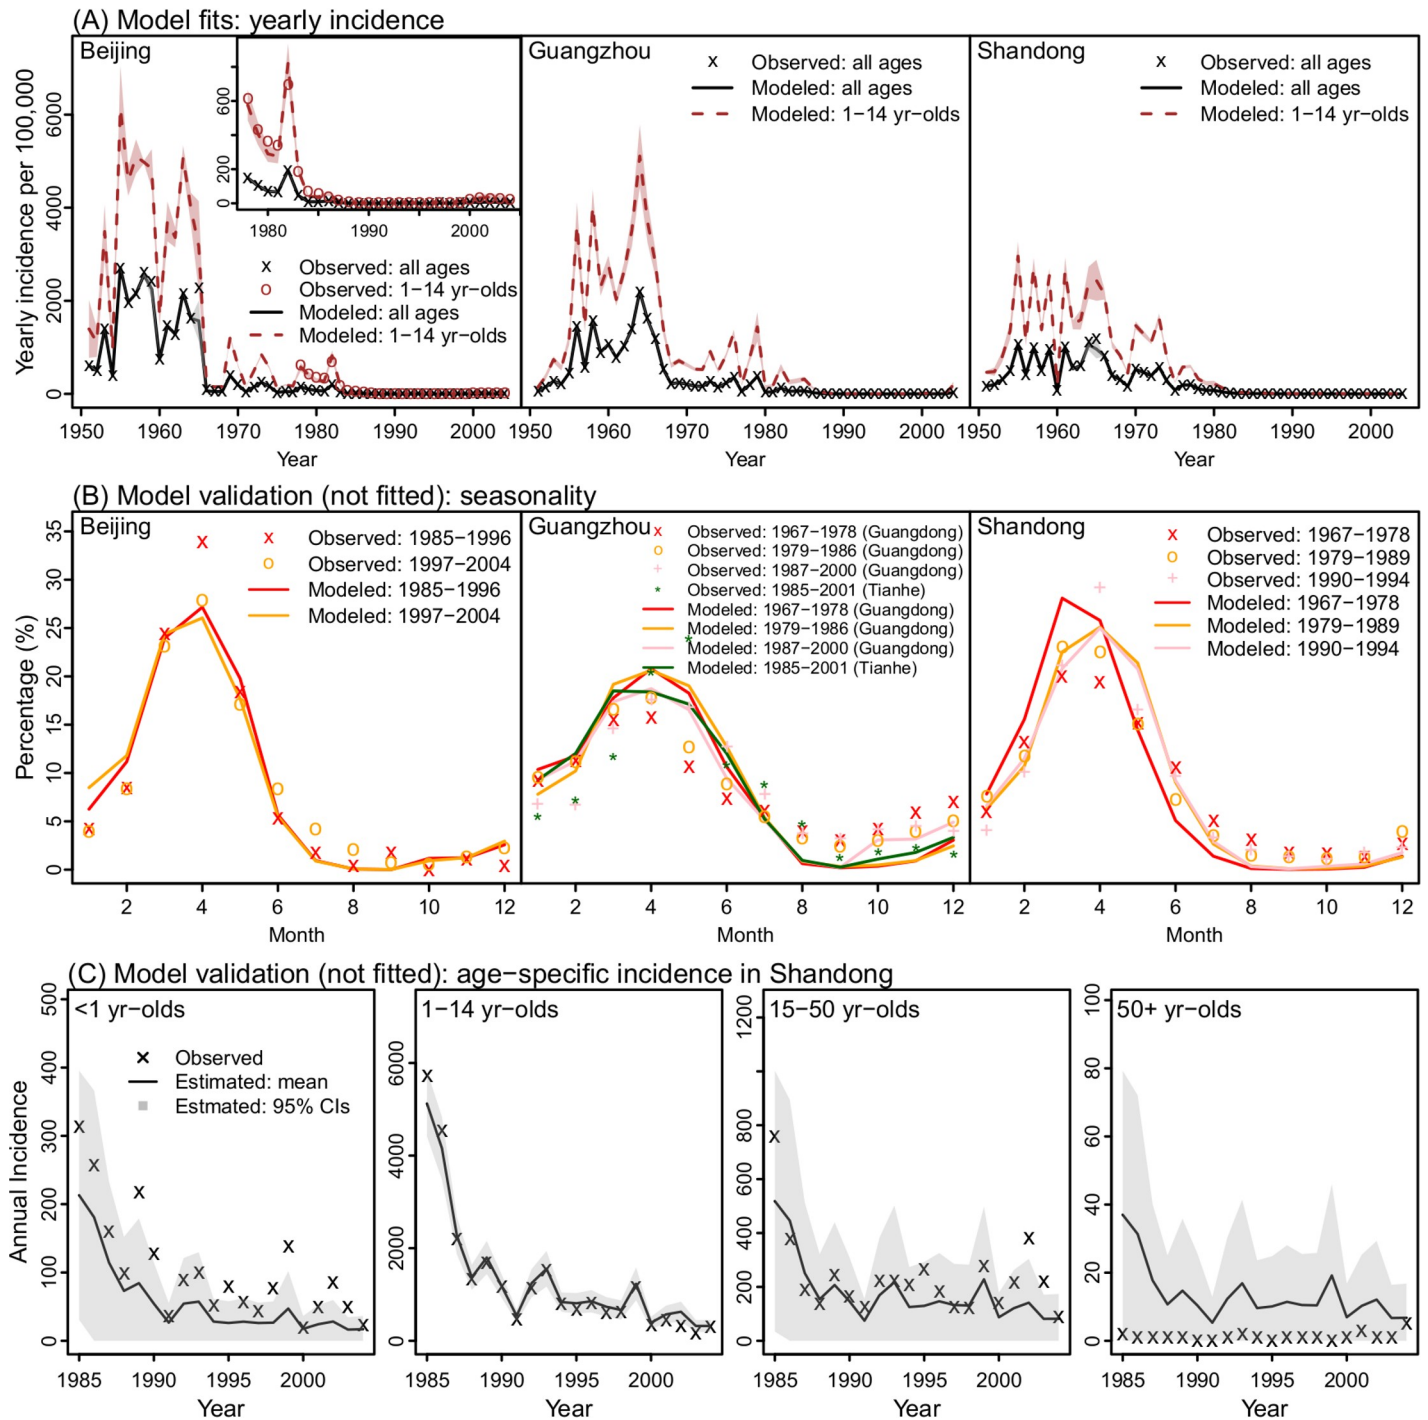 (A) Model fits: yearly incidence
Beijing
Yearly incidence per 100,000
0 2000 4000 6000
0 200 600
1980 1990 2000
Observed: all ages
Observed: 1−14 yr−olds
Modeled: all ages
Modeled: 1−14 yr−olds
1950 1960 1970 1980 1990 2000
Year
Guangzhou
Observed: all ages
Modeled: all ages
Modeled: 1−14 yr−olds
1950 1960 1970 1980 1990 2000
Year
Shandong
Observed: all ages
Modeled: all ages
Modeled: 1−14 yr−olds
1950 1960 1970 1980 1990 2000
Year
(B) Model validation (not fitted): seasonality
Beijing
Percentage (%)
0 5 10 15 20 25 30 35
Observed: 1985−1996
Observed: 1997−2004
Modeled: 1985−1996
Modeled: 1997−2004
2 4 6 8 10 12
Month
Guangzhou
Observed: 1967−1978 (Guangdong)
Observed: 1979−1986 (Guangdong)
Observed: 1987−2000 (Guangdong)
Observed: 1985−2001 (Tianhe)
Modeled: 1967−1978 (Guangdong)
Modeled: 1979−1986 (Guangdong)
Modeled: 1987−2000 (Guangdong)
Modeled: 1985−2001 (Tianhe)
2 4 6 8 10 12
Month
Shandong
Observed: 1967−1978
Observed: 1979−1989
Observed: 1990−1994
Modeled: 1967−1978
Modeled: 1979−1989
Modeled: 1990−1994
2 4 6 8 10 12
Month
(C) Model validation (not fitted): age−specific incidence in Shandong
<1 yr−olds
Annual Incidence
0 100 200 300 400 500
Observed
Estimated: mean
Estmated: 95% CIs
1985 1990 1995 2000
Year
1−14 yr−olds
0 2000 4000 6000
1985 1990 1995 2000
Year
15−50 yr−olds
0 200 400 600 800 1200
1985 1990 1995 2000
Year
50+ yr−olds
0 20 40 60 80 100
1985 1990 1995 2000
Year